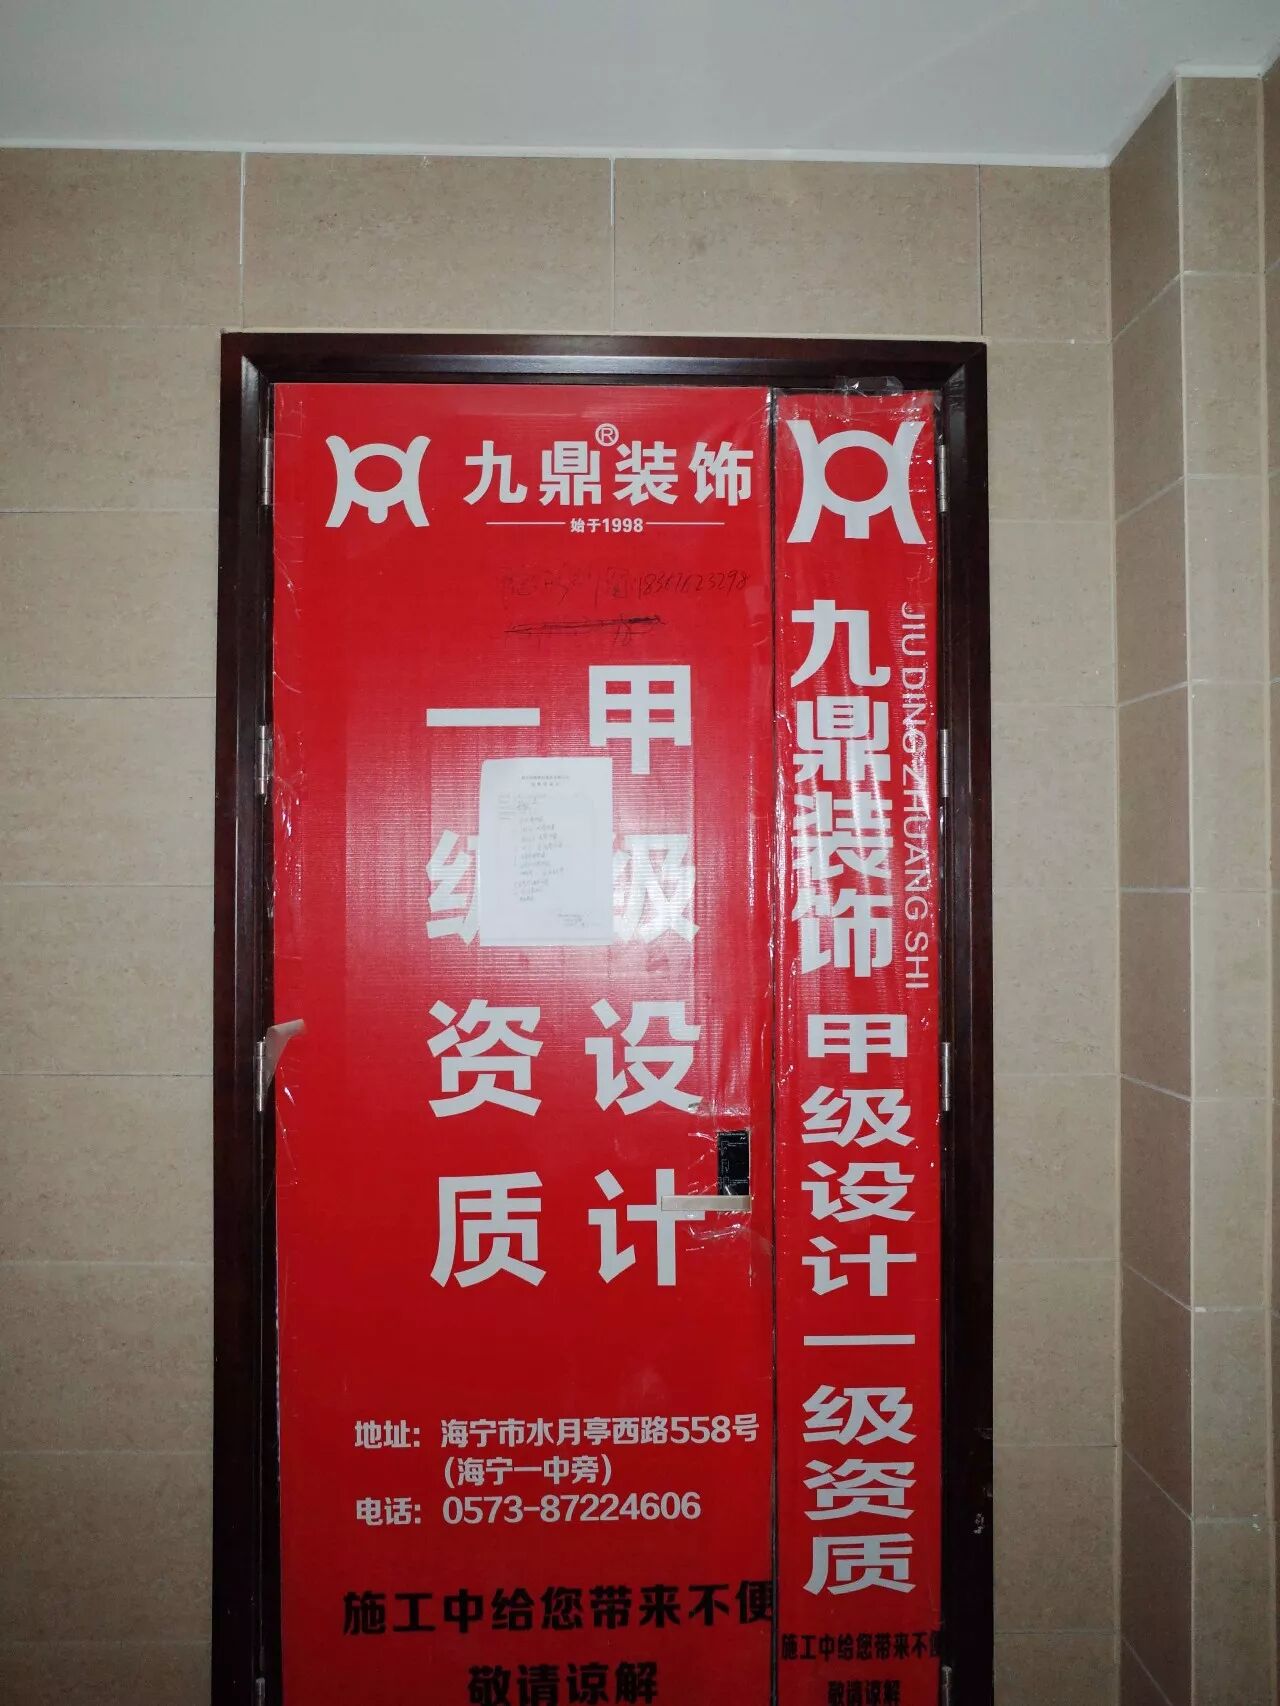 九鼎®装饰
始于1998
18367623298
甲级设计
一级资质
地址：海宁市水月亭西路558号
（海宁一中旁）
电话：0573-87224606
施工中给您带来不便
敬请谅解
九鼎装饰
JIU DING ZHUANG SHI
甲级设计一级资质
施工中给您带来不便
敬请谅解